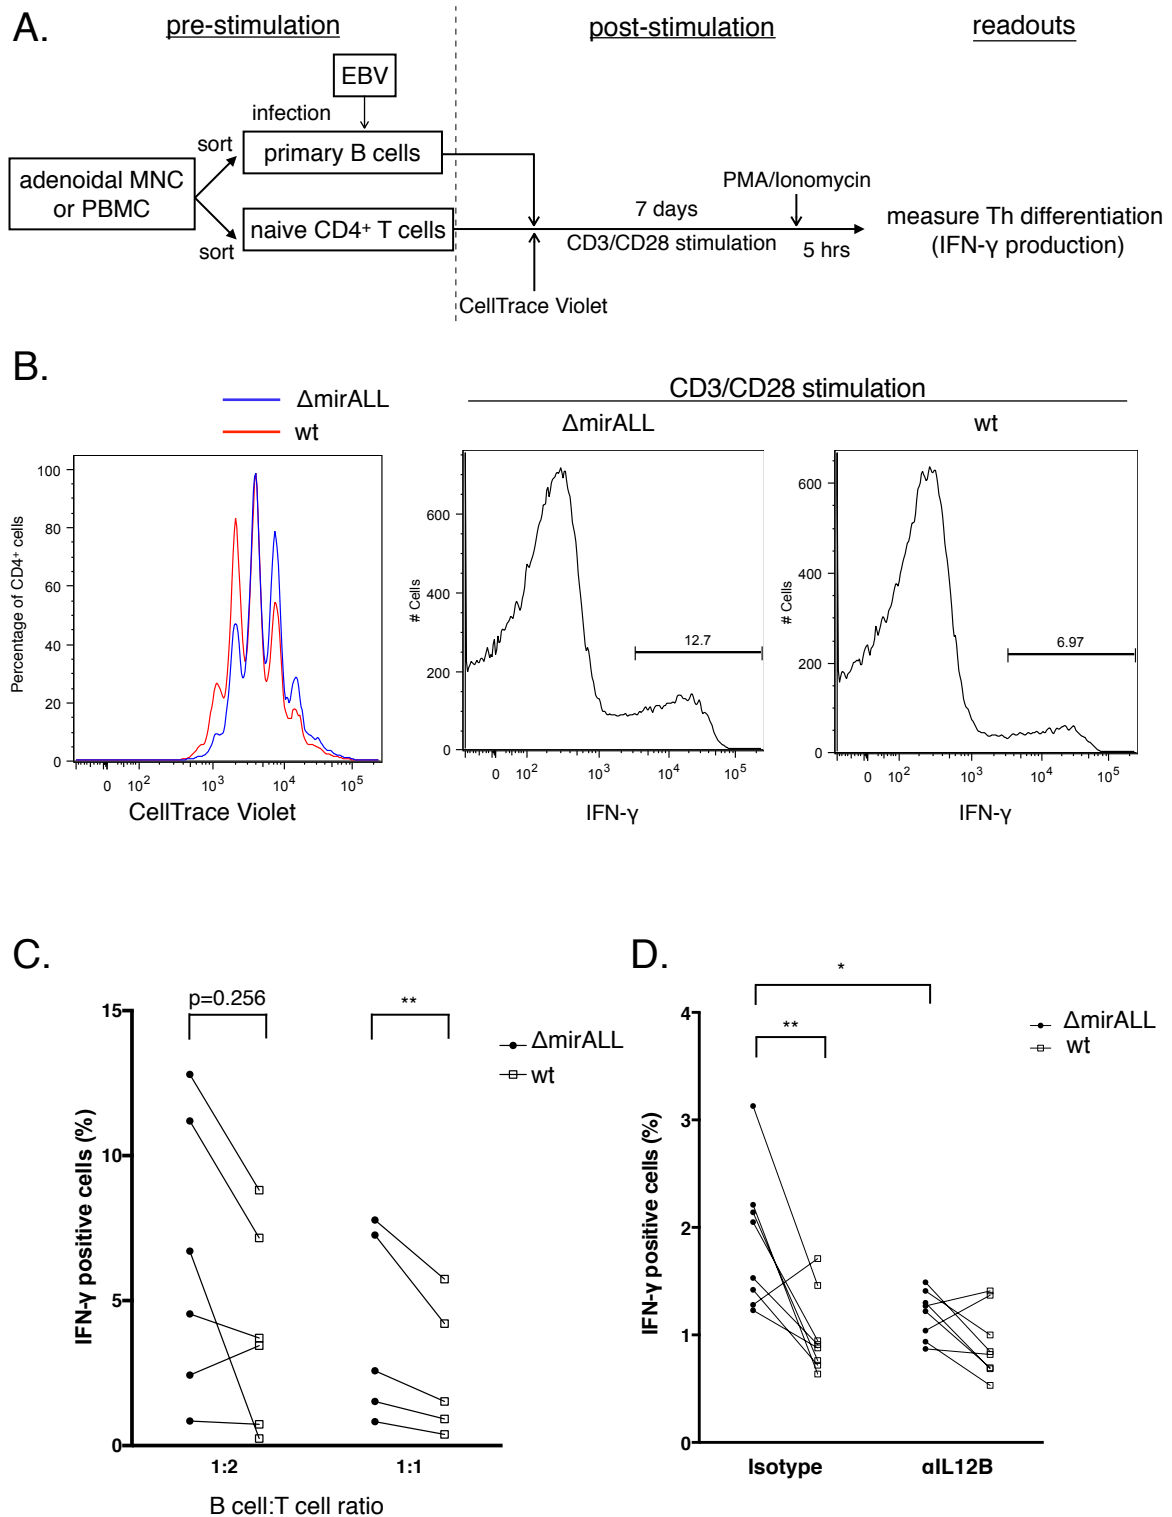 A.
pre-stimulation
post-stimulation
readouts
EBV
infection
sort
primary B cells
adenoidal MNC
or PBMC
PMA/Ionomycin
naive CD4+ T cells
sort
7 days
CD3/CD28 stimulation
5 hrs
measure Th differentiation
(IFN-γ production)
CellTrace Violet
B.
ΔmirALL
wt
CD3/CD28 stimulation
ΔmirALL
wt
Percentage of CD4+ cells
100
80
60
40
20
0
0 10² 10³ 10⁴ 10⁵
CellTrace Violet
# Cells
600
400
200
0
12.7
0 10² 10³ 10⁴ 10⁵
IFN-γ
# Cells
600
400
200
0
6.97
0 10² 10³ 10⁴ 10⁵
IFN-γ
C.
p=0.256
**
ΔmirALL
wt
IFN-γ positive cells (%)
15
10
5
0
1:2
1:1
B cell:T cell ratio
D.
*
**
ΔmirALL
wt
IFN-γ positive cells (%)
4
3
2
1
0
Isotype
αIL12B